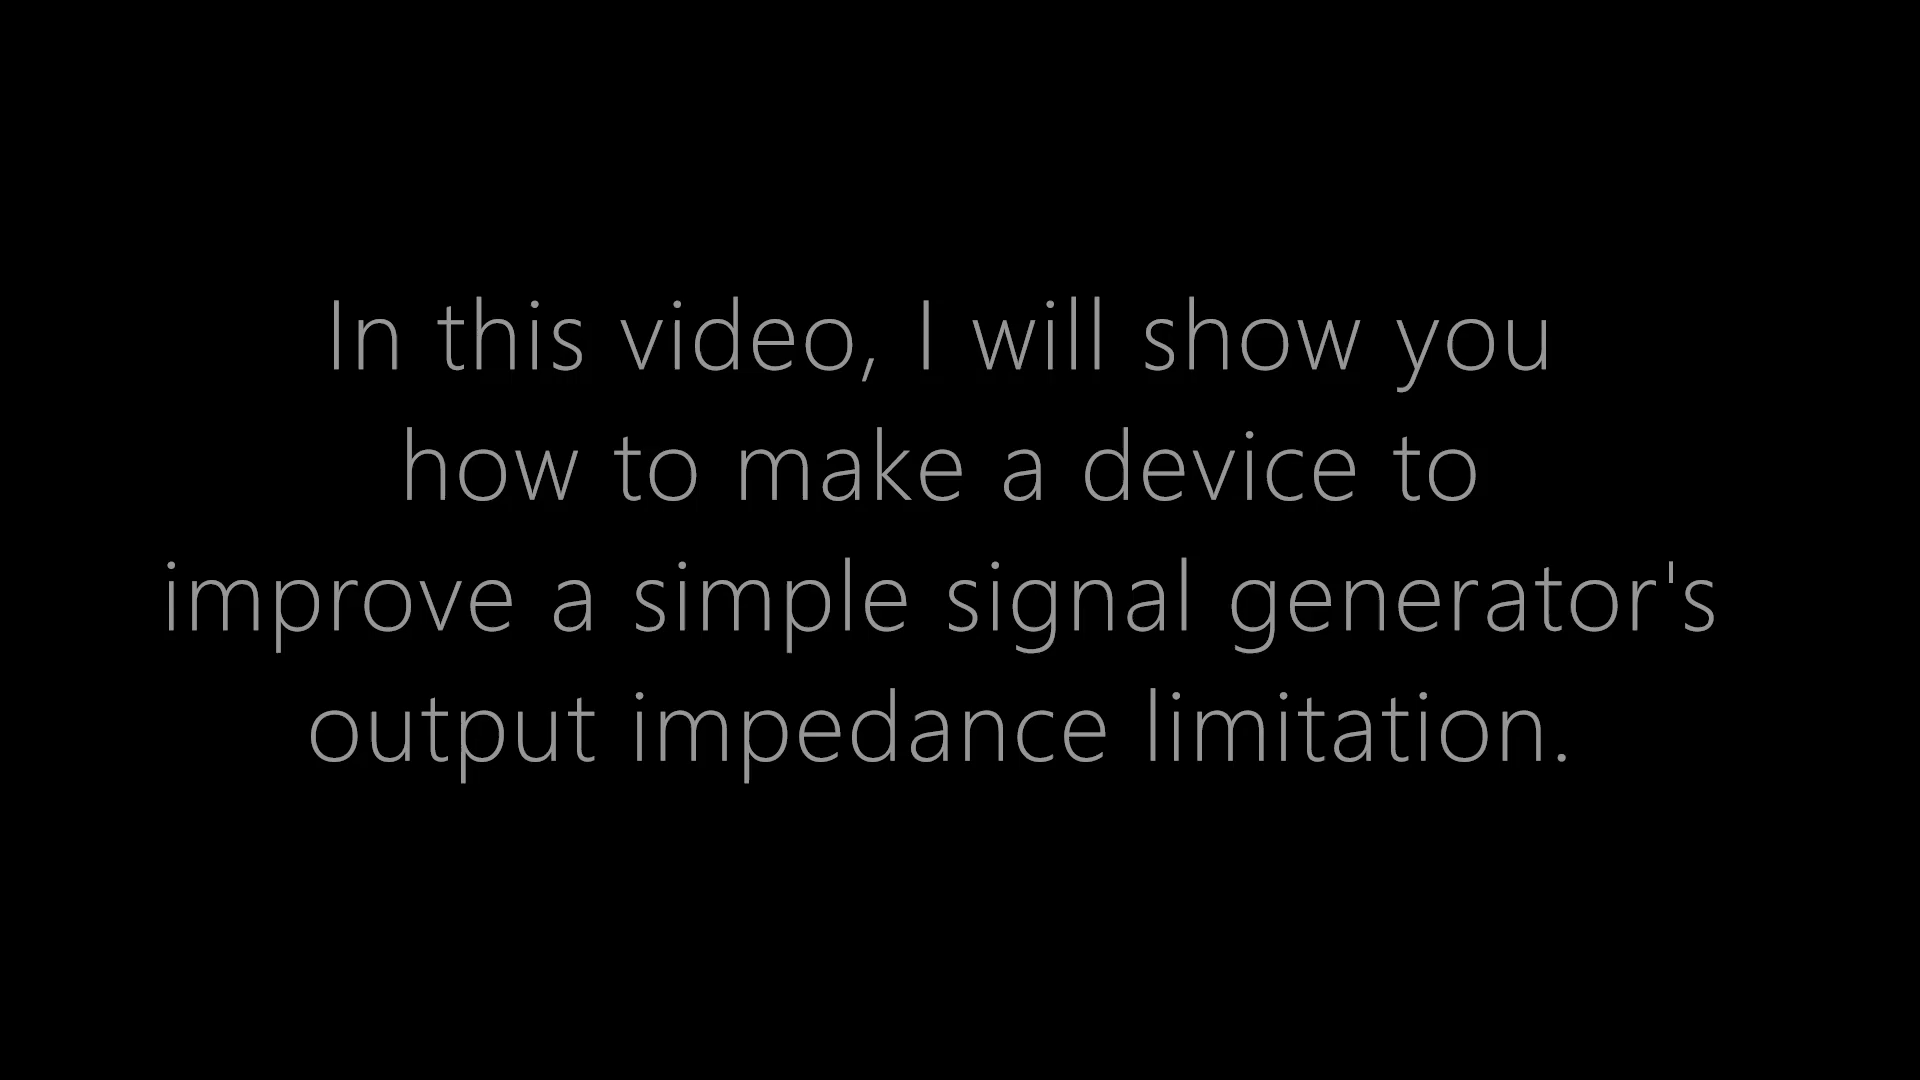 In this video, I will show you
how to make a device to
improve a simple signal generator's
output impedance limitation.